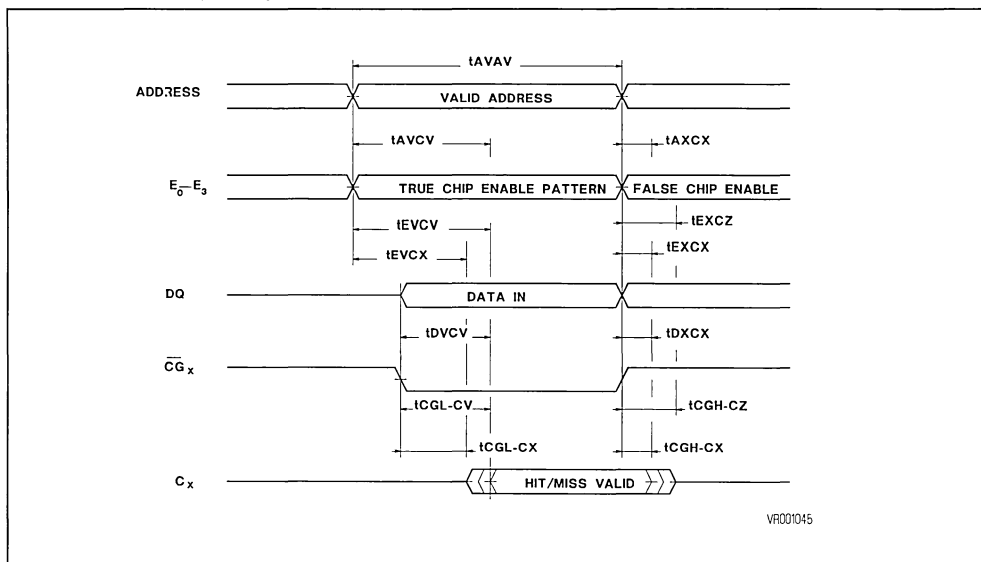 tAVAV
ADDRESS
VALID ADDRESS
tAVCV
tAXCX
E0–E3
TRUE CHIP ENABLE PATTERN
FALSE CHIP ENABLE
tEVCV
tEXCZ
tEVCX
tEXCX
DQ
DATA IN
tDVCV
tDXCX
CGx
tCGL-CV
tCGH-CZ
tCGL-CX
tCGH-CX
Cx
HIT/MISS VALID
VR001045